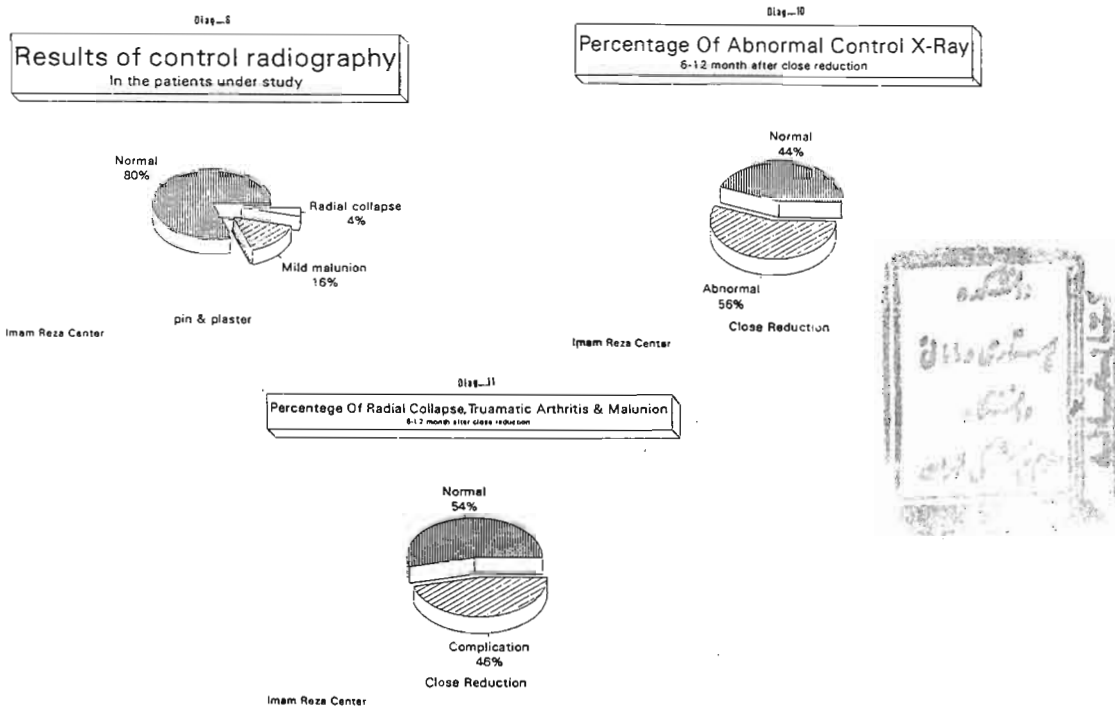 Diag_6
Results of control radiography
In the patients under study
Normal
80%
Radial collapse
4%
Mild malunion
16%
pin & plaster
Imam Reza Center
Diag_10
Percentage Of Abnormal Control X-Ray
6-12 month after close reduction
Normal
44%
Abnormal
56%
Close Reduction
Imam Reza Center
Diag_11
Percentege Of Radial Collapse, Truamatic Arthritis & Malunion
6-12 month after close reduction
Normal
54%
Complication
46%
Close Reduction
Imam Reza Center